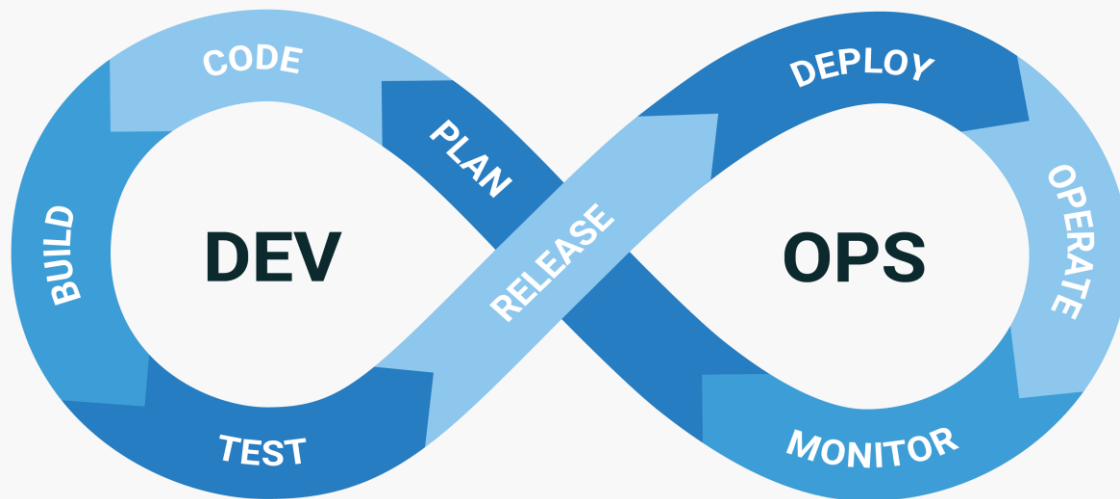 CODE
DEPLOY
PLAN
OPERATE
BUILD
DEV
OPS
RELEASE
TEST
MONITOR